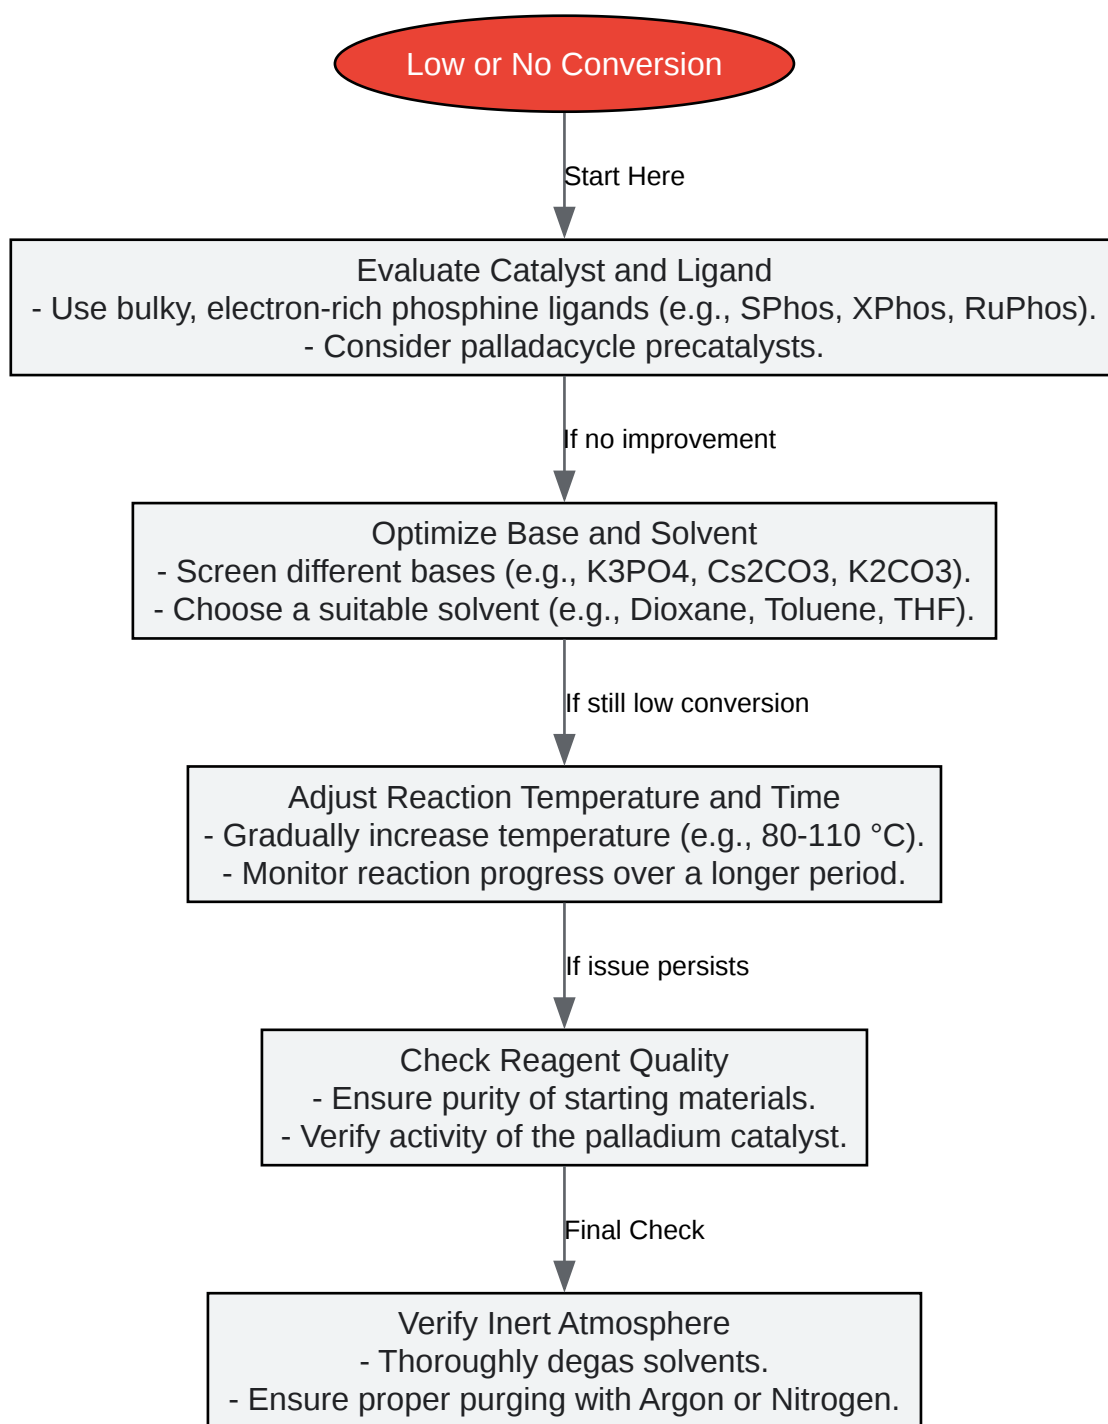 Low or No Conversion
Start Here
Evaluate Catalyst and Ligand
- Use bulky, electron-rich phosphine ligands (e.g., SPhos, XPhos, RuPhos).
- Consider palladacycle precatalysts.
If no improvement
Optimize Base and Solvent
- Screen different bases (e.g., K3PO4, Cs2CO3, K2CO3).
- Choose a suitable solvent (e.g., Dioxane, Toluene, THF).
If still low conversion
Adjust Reaction Temperature and Time
- Gradually increase temperature (e.g., 80-110 °C).
- Monitor reaction progress over a longer period.
If issue persists
Check Reagent Quality
- Ensure purity of starting materials.
- Verify activity of the palladium catalyst.
Final Check
Verify Inert Atmosphere
- Thoroughly degas solvents.
- Ensure proper purging with Argon or Nitrogen.